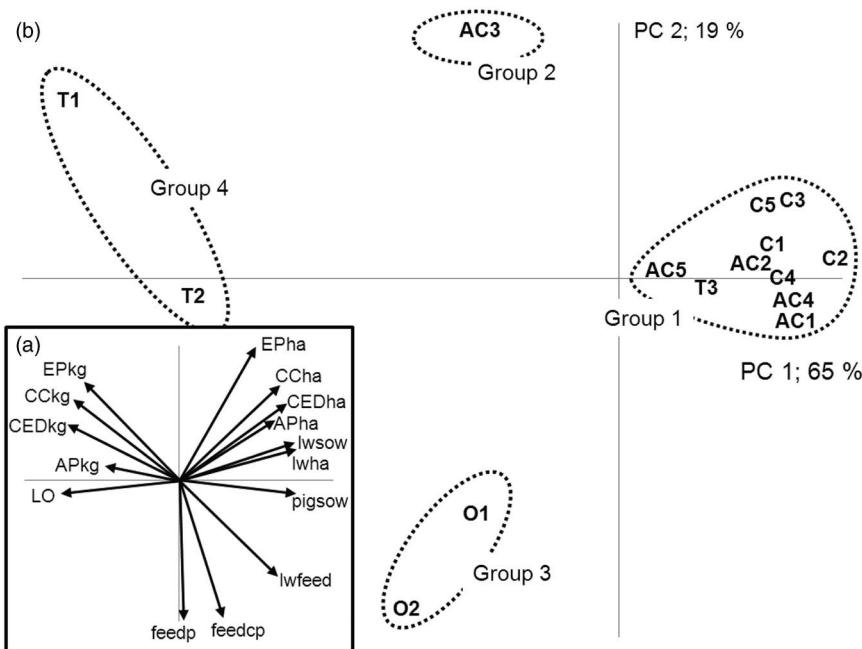 (b)
AC3
PC 2; 19 %
Group 2
T1
Group 4
C5 C3
C1
AC2
C2
AC5
C4
T3
T2
AC4
Group 1
AC1
PC 1; 65 %
(a)
EPha
EPkg
CCha
CCkg
CEDha
CEDkg
APha
lwsow
lwha
APkg
LO
pigsow
lwfeed
feedp
feedcp
O1
Group 3
O2